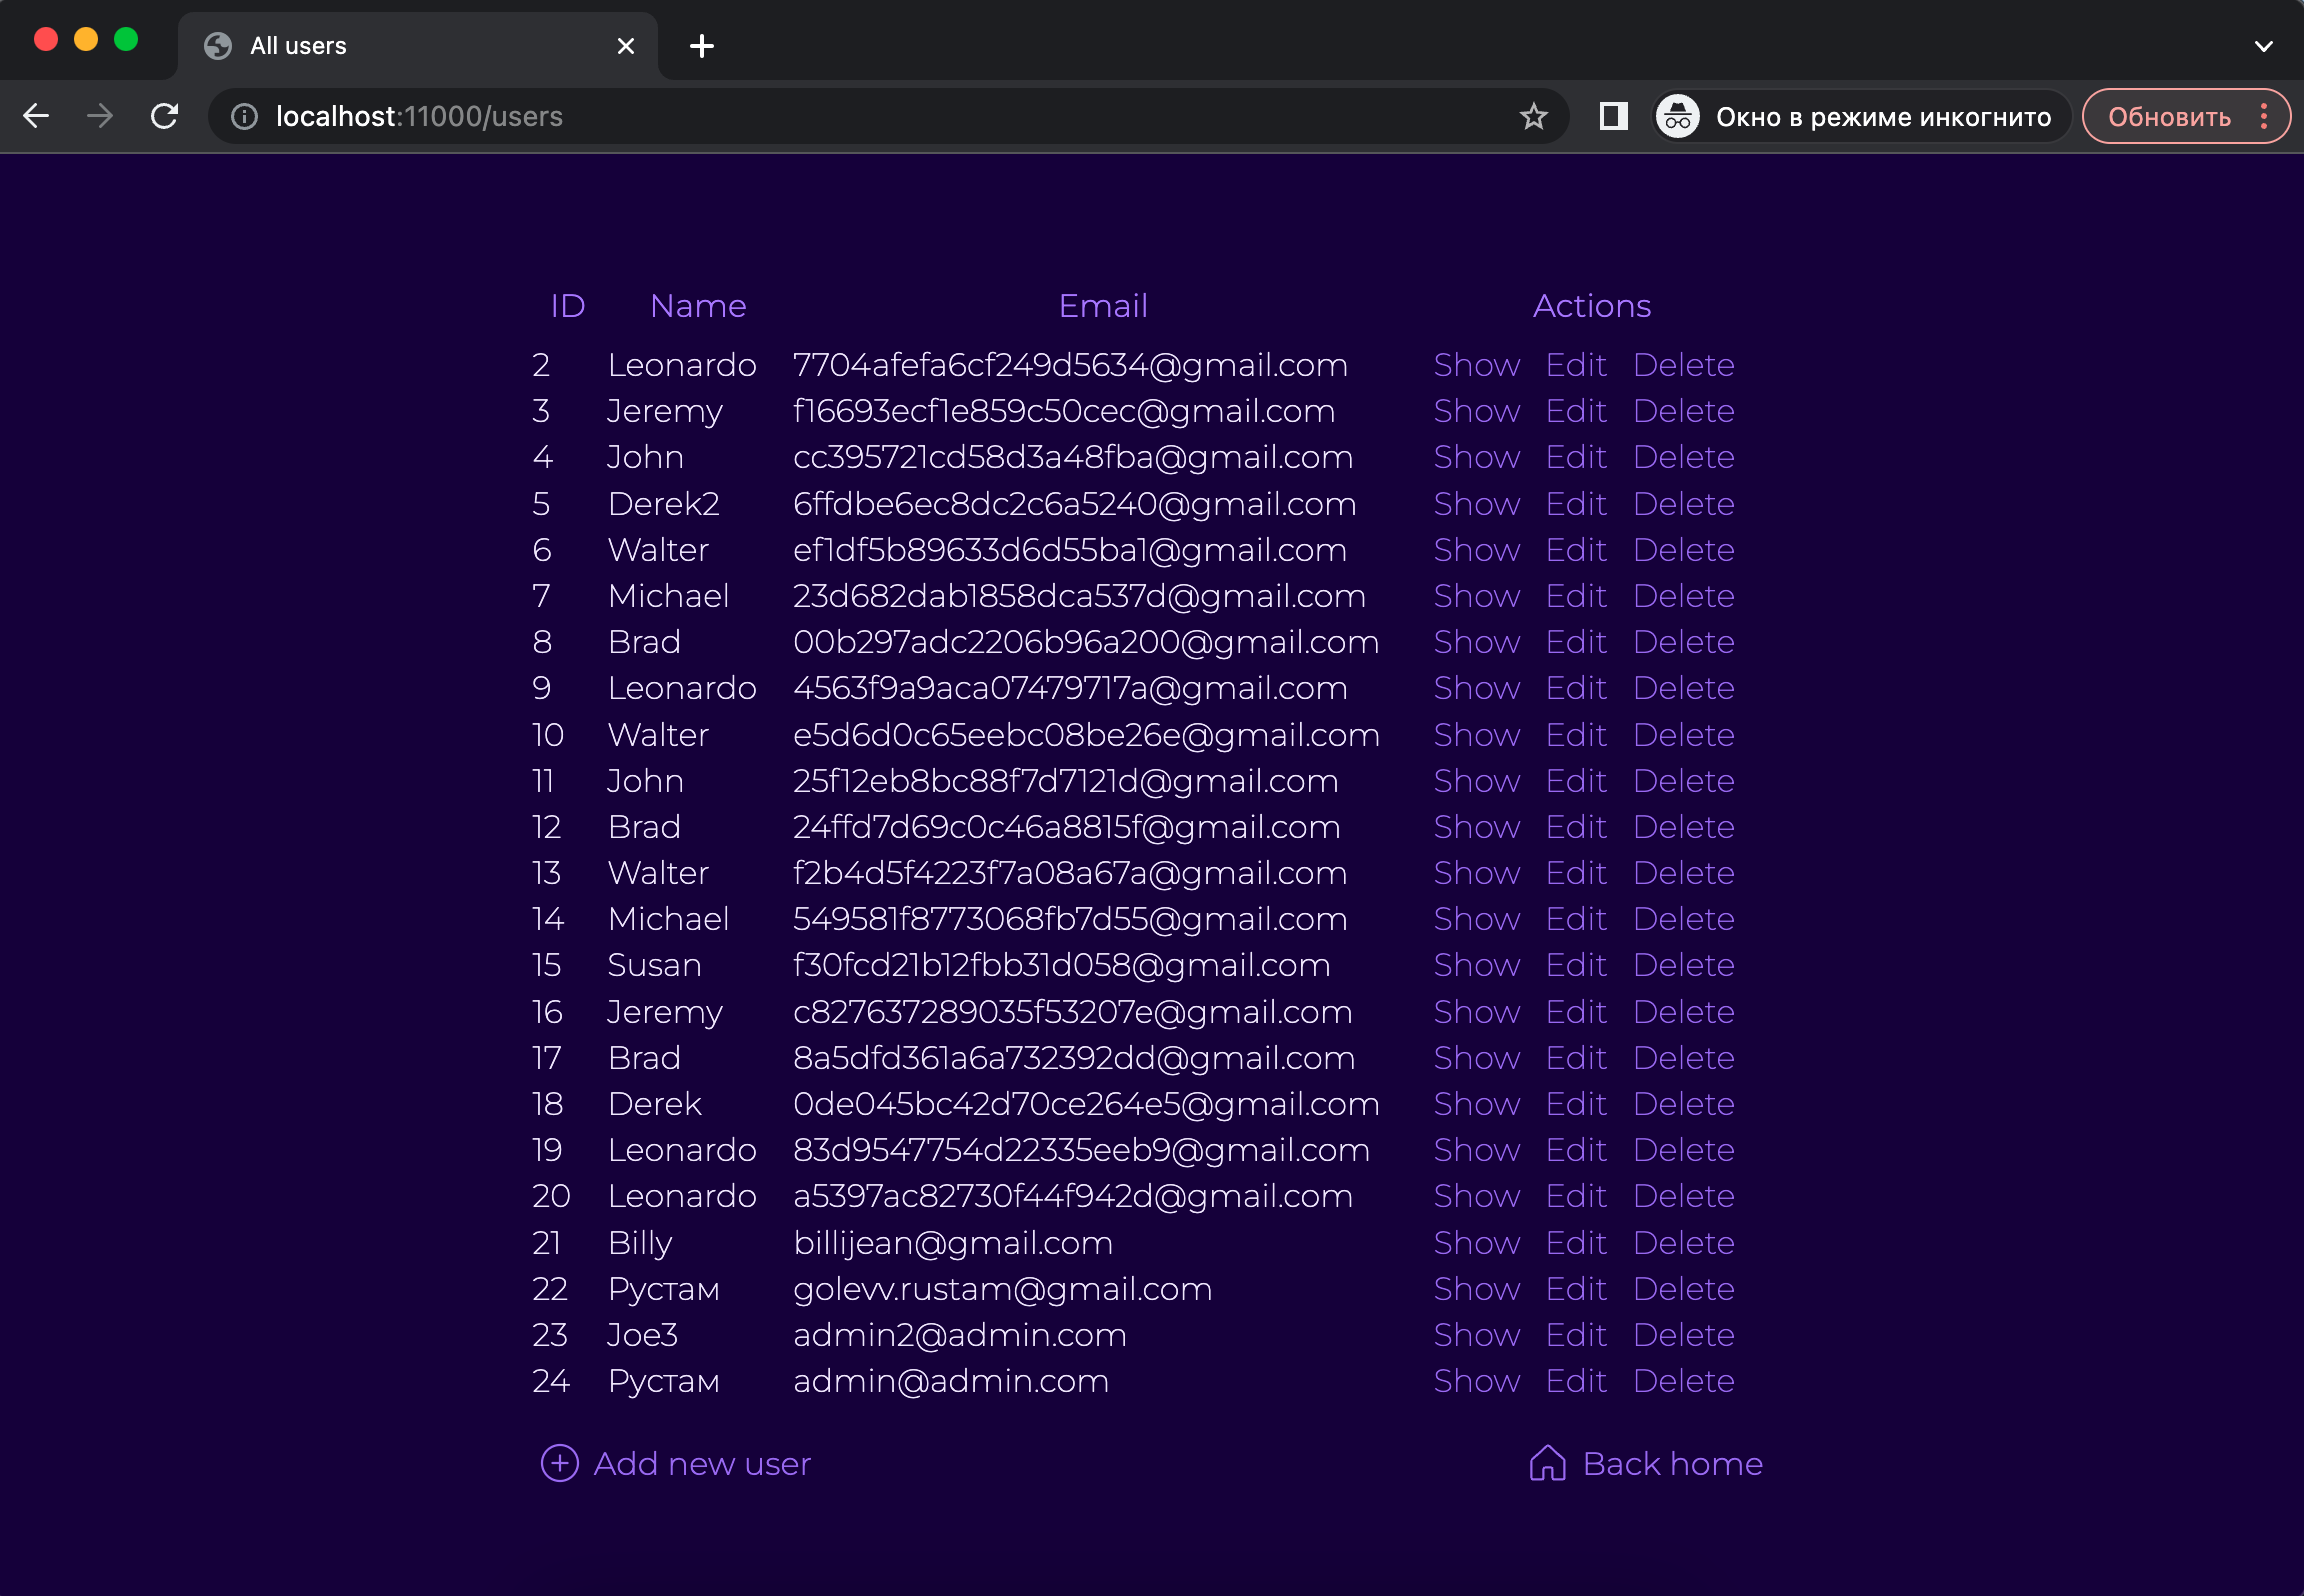 All users
localhost:11000/users
Окно в режиме инкогнито
Обновить
ID Name Email Actions
2 Leonardo 7704afefa6cf249d5634@gmail.com Show Edit Delete
3 Jeremy f16693ecf1e859c50cec@gmail.com Show Edit Delete
4 John cc395721cd58d3a48fba@gmail.com Show Edit Delete
5 Derek2 6ffdbe6ec8dc2c6a5240@gmail.com Show Edit Delete
6 Walter ef1df5b89633d6d55ba1@gmail.com Show Edit Delete
7 Michael 23d682dab1858dca537d@gmail.com Show Edit Delete
8 Brad 00b297adc2206b96a200@gmail.com Show Edit Delete
9 Leonardo 4563f9a9aca07479717a@gmail.com Show Edit Delete
10 Walter e5d6d0c65eebc08be26e@gmail.com Show Edit Delete
11 John 25f12eb8bc88f7d7121d@gmail.com Show Edit Delete
12 Brad 24ffd7d69c0c46a8815f@gmail.com Show Edit Delete
13 Walter f2b4d5f4223f7a08a67a@gmail.com Show Edit Delete
14 Michael 549581f8773068fb7d55@gmail.com Show Edit Delete
15 Susan f30fcd21b12fbb31d058@gmail.com Show Edit Delete
16 Jeremy c827637289035f53207e@gmail.com Show Edit Delete
17 Brad 8a5dfd361a6a732392dd@gmail.com Show Edit Delete
18 Derek 0de045bc42d70ce264e5@gmail.com Show Edit Delete
19 Leonardo 83d9547754d22335eeb9@gmail.com Show Edit Delete
20 Leonardo a5397ac82730f44f942d@gmail.com Show Edit Delete
21 Billy billijean@gmail.com Show Edit Delete
22 Рустам golevv.rustam@gmail.com Show Edit Delete
23 Joe3 admin2@admin.com Show Edit Delete
24 Рустам admin@admin.com Show Edit Delete
Add new user
Back home